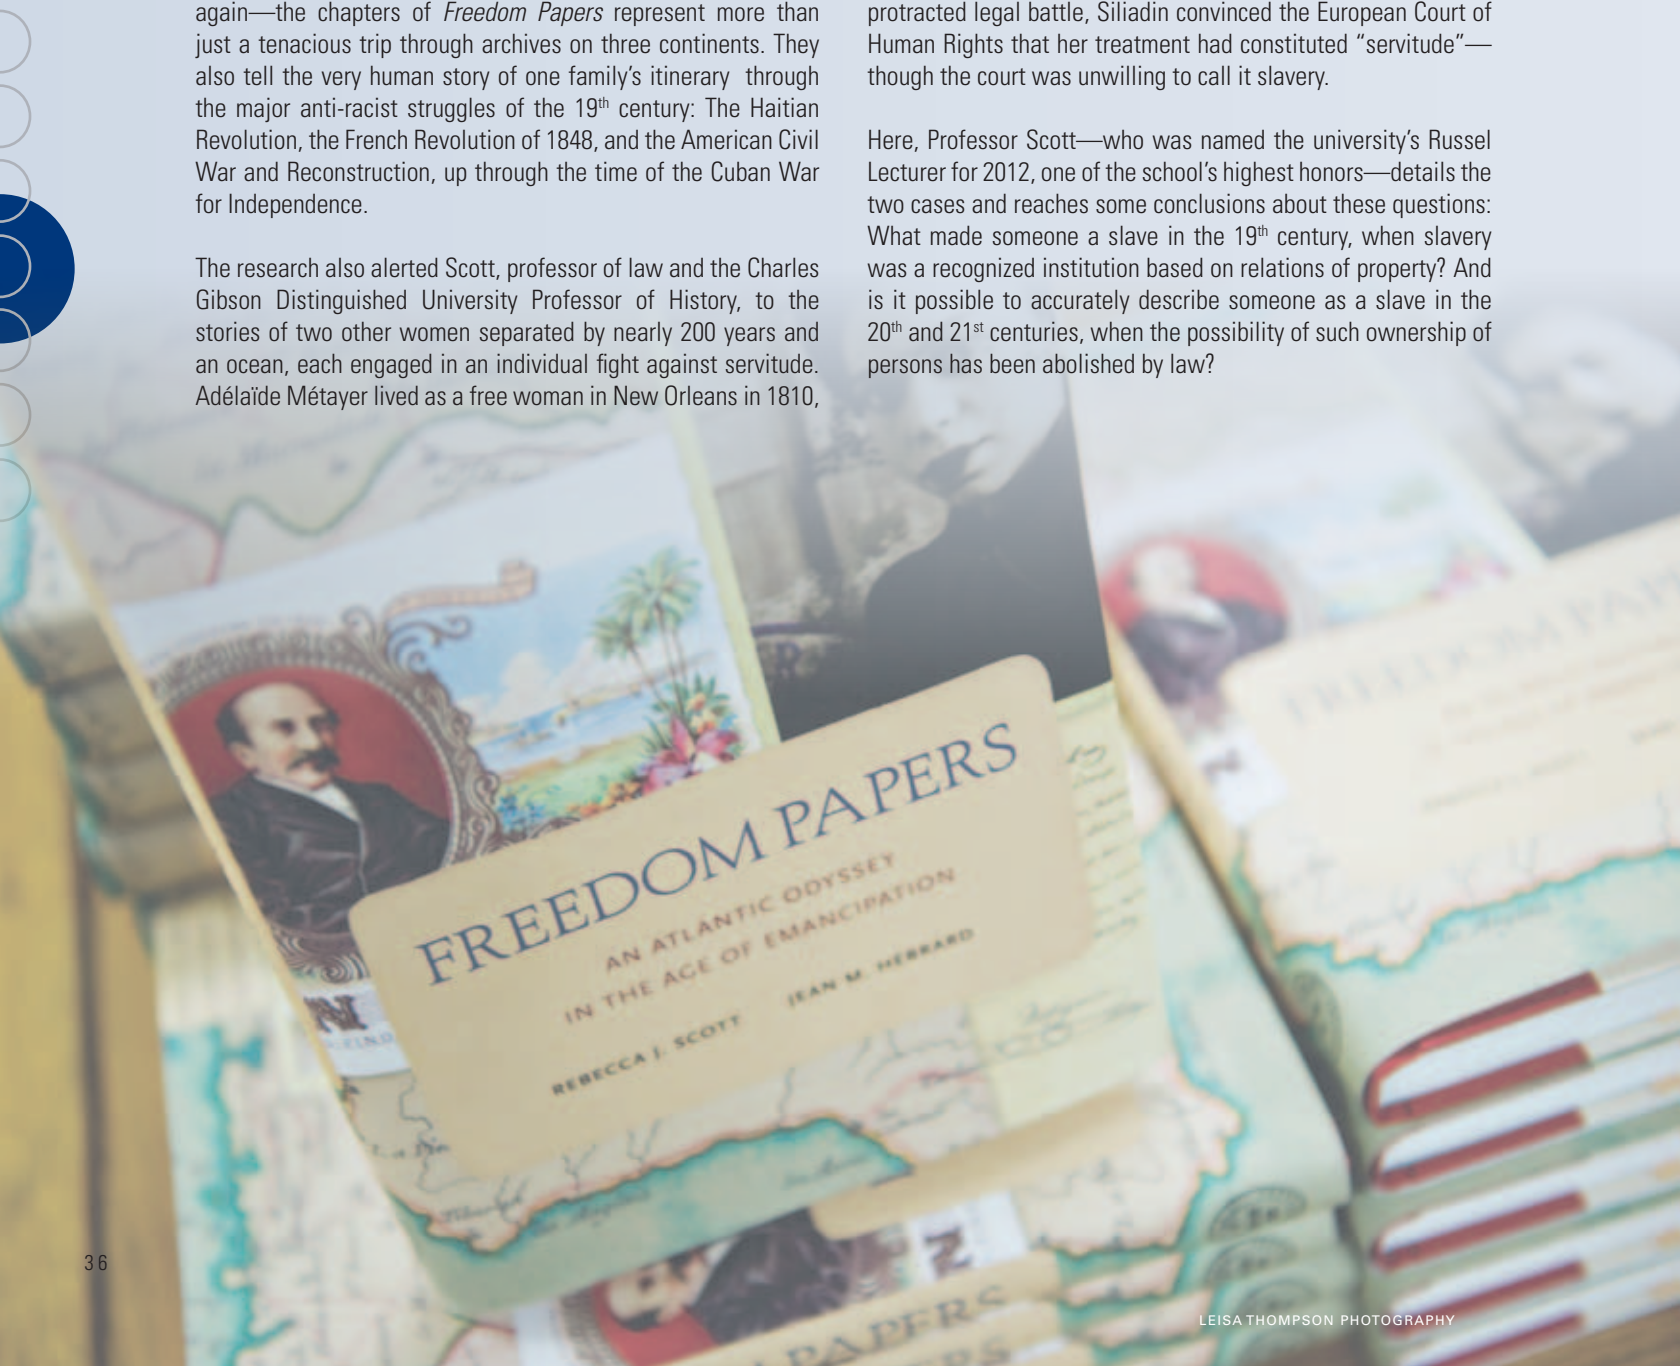 again—the chapters of Freedom Papers represent more than
just a tenacious trip through archives on three continents. They
also tell the very human story of one family’s itinerary through
the major anti-racist struggles of the 19th century: The Haitian
Revolution, the French Revolution of 1848, and the American Civil
War and Reconstruction, up through the time of the Cuban War
for Independence.
The research also alerted Scott, professor of law and the Charles
Gibson Distinguished University Professor of History, to the
stories of two other women separated by nearly 200 years and
an ocean, each engaged in an individual fight against servitude.
Adélaïde Métayer lived as a free woman in New Orleans in 1810,
protracted legal battle, Siliadin convinced the European Court of
Human Rights that her treatment had constituted “servitude”—
though the court was unwilling to call it slavery.
Here, Professor Scott—who was named the university’s Russel
Lecturer for 2012, one of the school’s highest honors—details the
two cases and reaches some conclusions about these questions:
What made someone a slave in the 19th century, when slavery
was a recognized institution based on relations of property? And
is it possible to accurately describe someone as a slave in the
20th and 21st centuries, when the possibility of such ownership of
persons has been abolished by law?
FREEDOM PAPERS
AN ATLANTIC ODYSSEY
IN THE AGE OF EMANCIPATION
REBECCA J. SCOTT JEAN M. HÉBRARD
FREEDOM PAP
N
N
PAPERS
36
LEISA THOMPSON PHOTOGRAPHY